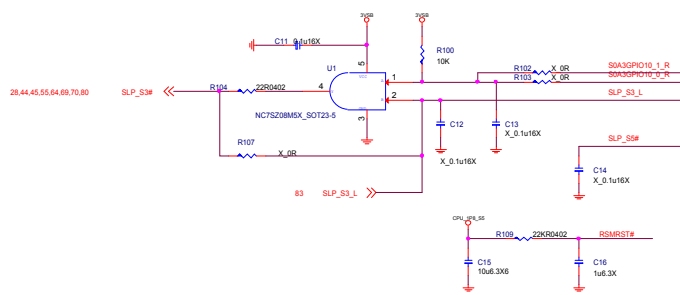 3VSB
3VSB
C11
0.1u16X
R100
10K
U1
5
VCC
R102
X_0R
S0A3GPIO10_1_R
R103
X_0R
S0A3GPIO10_0_R
28,44,45,55,64,69,70,80
SLP_S3#
R104
22R0402
4
1
2
SLP_S3_L
3
NC7SZ08M5X_SOT23-5
C12
X_0.1u16X
C13
X_0.1u16X
R107
X_0R
SLP_S5#
C14
X_0.1u16X
83
SLP_S3_L
CPU_1P8_S5
R109
22KR0402
RSMRST#
C15
10u6.3X6
C16
1u6.3X